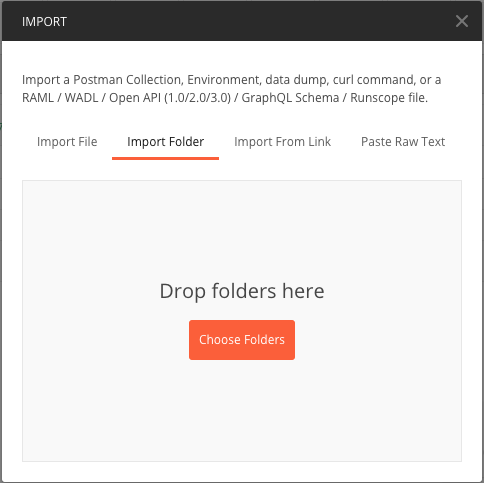 IMPORT
Import a Postman Collection, Environment, data dump, curl command, or a
RAML / WADL / Open API (1.0/2.0/3.0) / GraphQL Schema / Runscope file.
Import File Import Folder Import From Link Paste Raw Text
Drop folders here
Choose Folders